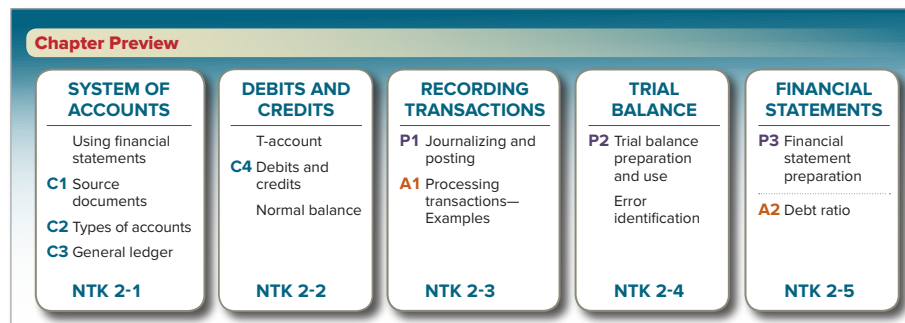 Chapter Preview
SYSTEM OF
ACCOUNTS
Using financial
statements
C1 Source
documents
C2 Types of accounts
C3 General ledger
NTK 2-1
DEBITS AND
CREDITS
T-account
C4 Debits and
credits
Normal balance
NTK 2-2
RECORDING
TRANSACTIONS
P1 Journalizing and
posting
A1 Processing
transactions—
Examples
NTK 2-3
TRIAL
BALANCE
P2 Trial balance
preparation
and use
Error
identification
NTK 2-4
FINANCIAL
STATEMENTS
P3 Financial
statement
preparation
A2 Debt ratio
NTK 2-5